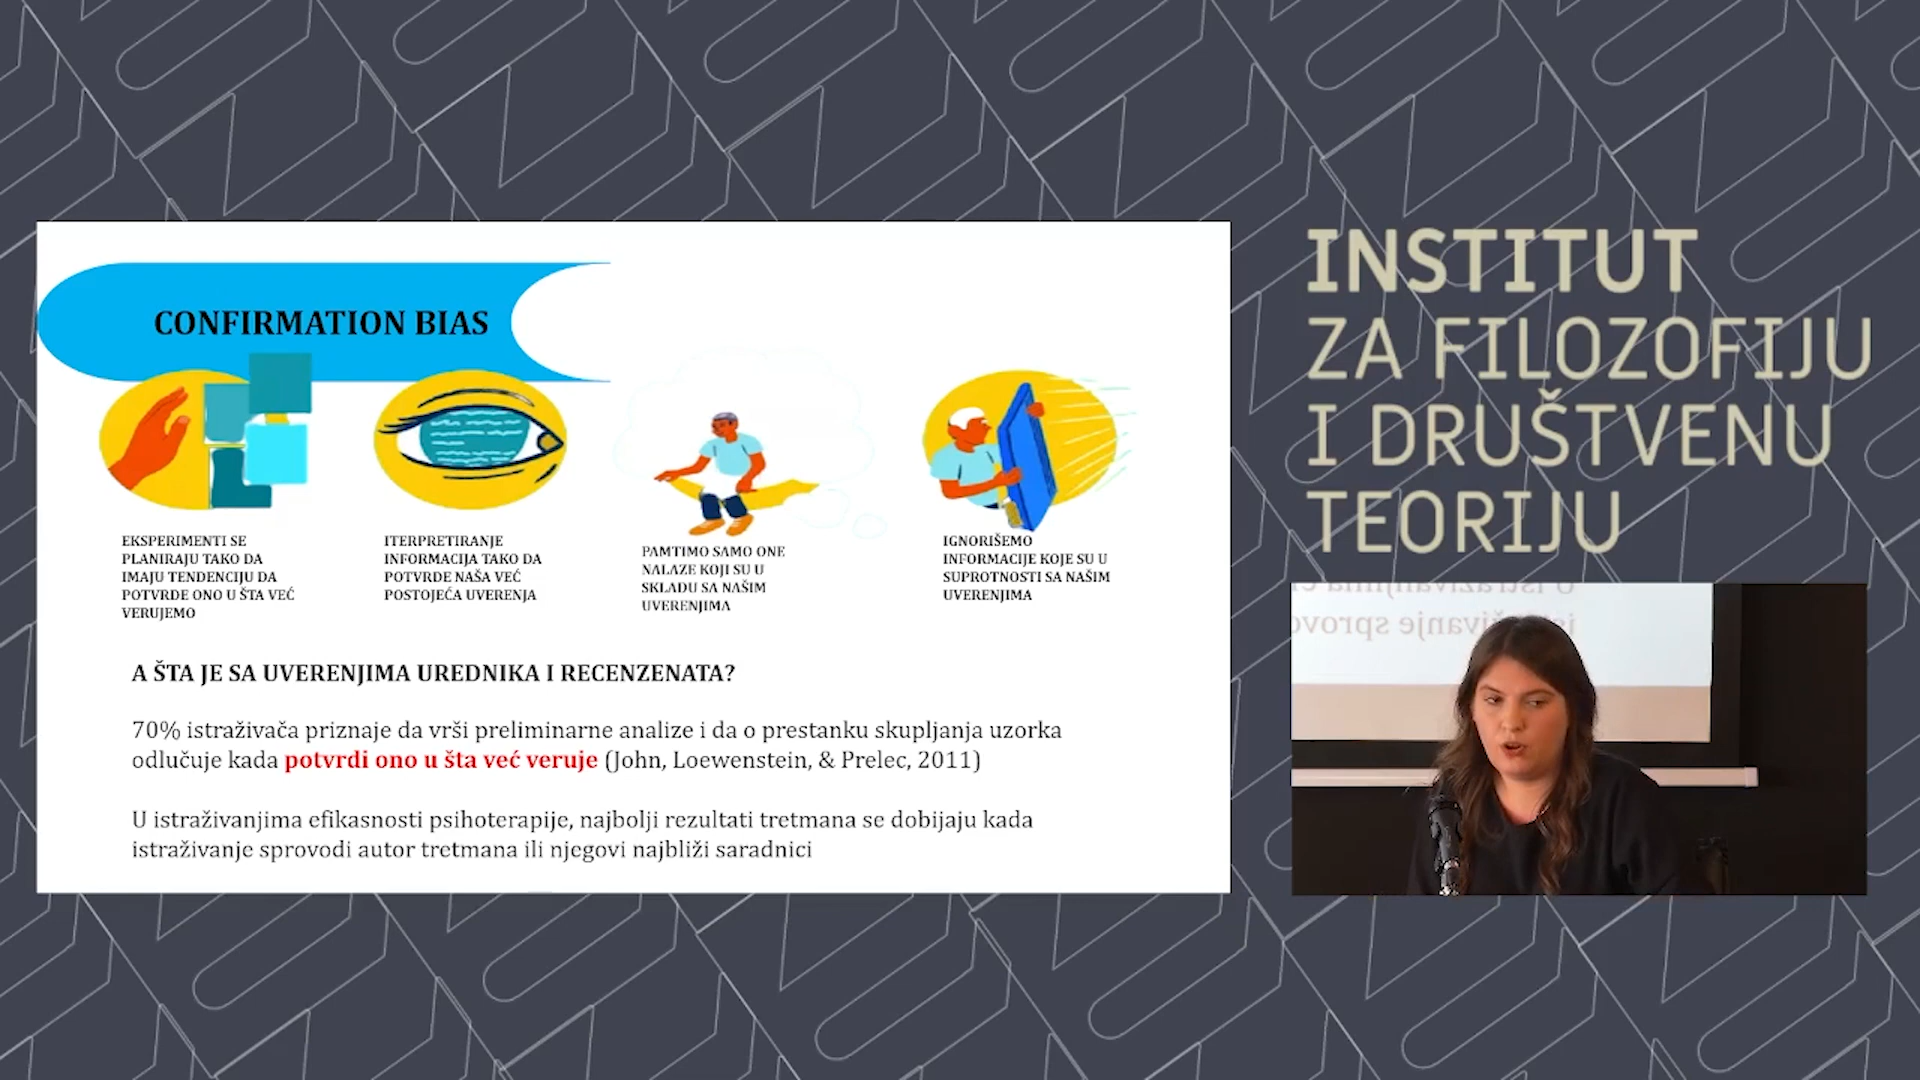 CONFIRMATION BIAS
EKSPERIMENTI SE
PLANIRAJU TAKO DA
IMAJU TENDENCIJU DA
POTVRDE ONO U ŠTA VEĆ
VERUJEMO
ITERPRETIRANJE
INFORMACIJA TAKO DA
POTVRDE NAŠA VEĆ
POSTOJEĆA UVERENJA
PAMTIMO SAMO ONE
NALAZE KOJI SU U
SKLADU SA NAŠIM
UVERENJIMA
IGNORIŠEMO
INFORMACIJE KOJE SU U
SUPROTNOSTI SA NAŠIM
UVERENJIMA
A ŠTA JE SA UVERENJIMA UREDNIKA I RECENZENATA?
70% istraživača priznaje da vrši preliminarne analize i da o prestanku skupljanja uzorka
odlučuje kada potvrdi ono u šta već veruje (John, Loewenstein, & Prelec, 2011)
U istraživanjima efikasnosti psihoterapije, najbolji rezultati tretmana se dobijaju kada
istraživanje sprovodi autor tretmana ili njegovi najbliži saradnici
INSTITUT
ZA FILOZOFIJU
I DRUŠTVENU
TEORIJU